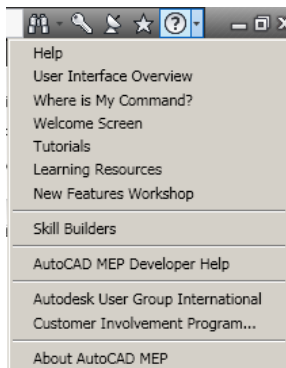 Help
User Interface Overview
Where is My Command?
Welcome Screen
Tutorials
Learning Resources
New Features Workshop
Skill Builders
AutoCAD MEP Developer Help
Autodesk User Group International
Customer Involvement Program...
About AutoCAD MEP